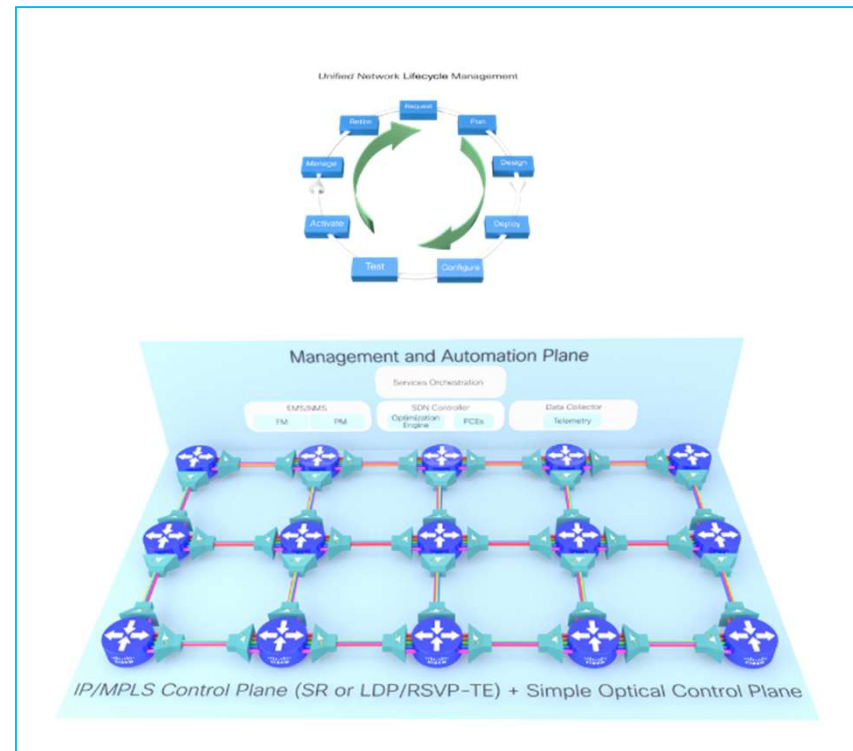 Unified Network Lifecycle Management
Request
Retire
Plan
Manage
Design
Activate
Deploy
Test
Configure
Management and Automation Plane
Services Orchestration
EMS/NMS
SDN Controller
Data Collector
FM
PM
Optimization
Engine
PCEs
Telemetry
IP/MPLS Control Plane (SR or LDP/RSVP-TE) + Simple Optical Control Plane